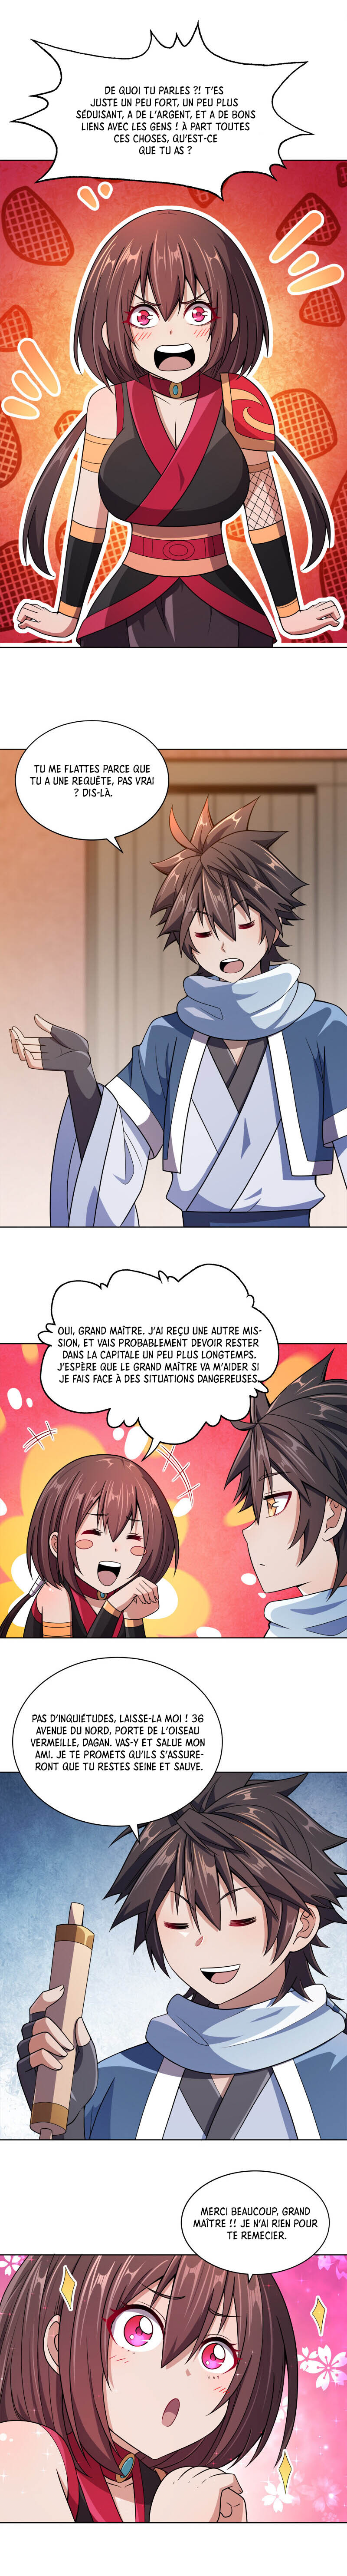 DE QUOI TU PARLES ?! T'ES
JUSTE UN PEU FORT, UN PEU PLUS
SÉDUISANT, A DE L'ARGENT, ET A DE BONS
LIENS AVEC LES GENS ! À PART TOUTES
CES CHOSES, QU'EST-CE
QUE TU AS ?
TU ME FLATTES PARCE QUE
TU A UNE REQUÊTE, PAS VRAI
? DIS-LÀ.
OUI, GRAND MAÎTRE. J'AI REÇU UNE AUTRE MIS-
SION, ET VAIS PROBABLEMENT DEVOIR RESTER
DANS LA CAPITALE UN PEU PLUS LONGTEMPS.
J'ESPÈRE QUE LE GRAND MAÎTRE VA M'AIDER SI
JE FAIS FACE À DES SITUATIONS DANGEREUSES.
PAS D'INQUIÉTUDES, LAISSE-LA MOI ! 36
AVENUE DU NORD, PORTE DE L'OISEAU
VERMEILLE, DAGAN. VAS-Y ET SALUE MON
AMI. JE TE PROMETS QU'ILS S'ASSURE-
RONT QUE TU RESTES SEINE ET SAUVE.
MERCI BEAUCOUP, GRAND
MAÎTRE !! JE N'AI RIEN POUR
TE REMECIER.